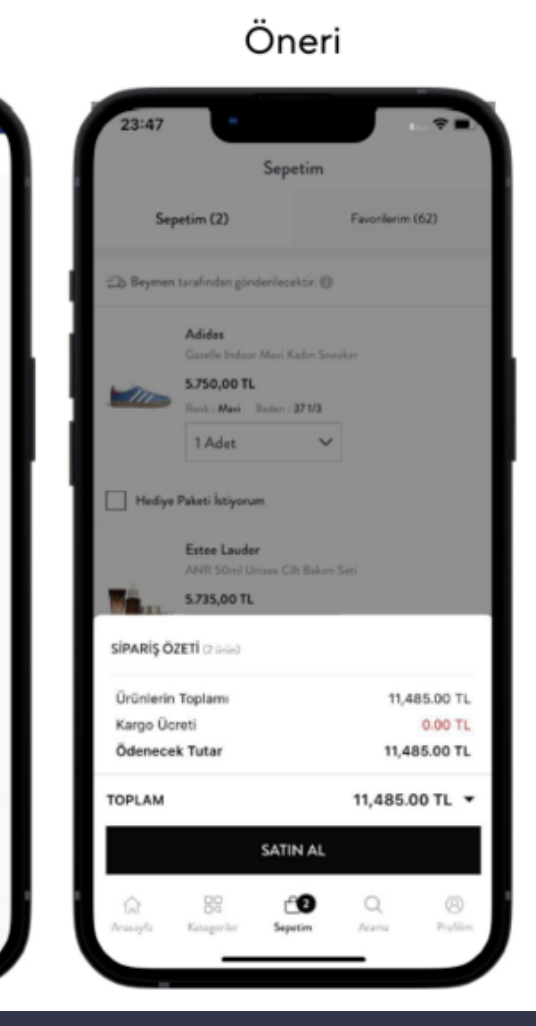 Öneri
23:47
Sepetim
Sepetim (2) Favorilerim (62)
Beymen tarafından gönderilecektir.
Adidas
Gazelle Indoor Mavi Kadın Sneaker
5.750,00 TL
Renk : Mavi Beden : 37 1/3
1 Adet
Hediye Paketi İstiyorum
Estee Lauder
ANR 50ml Unisex Cilt Bakım Seti
5.735,00 TL
SİPARİŞ ÖZETİ (2 ürün)
Ürünlerin Toplamı 11,485.00 TL
Kargo Ücreti 0.00 TL
Ödenecek Tutar 11,485.00 TL
TOPLAM 11,485.00 TL
SATIN AL
2
Anasayfa Kategoriler Sepetim Arama Profilim